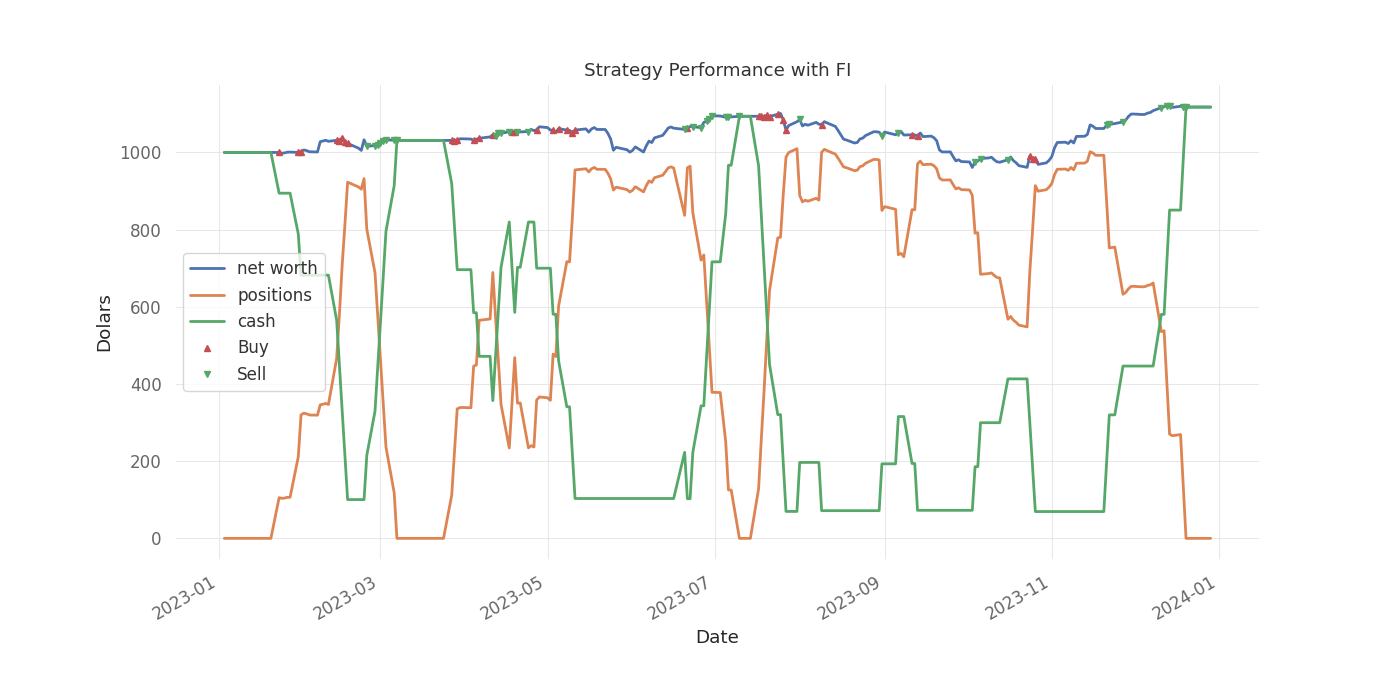 Strategy Performance with FI
Dolars
1000
800
600
400
200
0
net worth
positions
cash
Buy
Sell
2023-01
2023-03
2023-05
2023-07
2023-09
2023-11
2024-01
Date